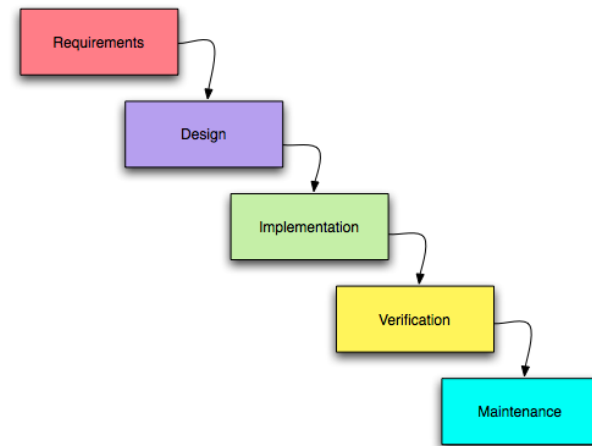 Requirements
Design
Implementation
Verification
Maintenance